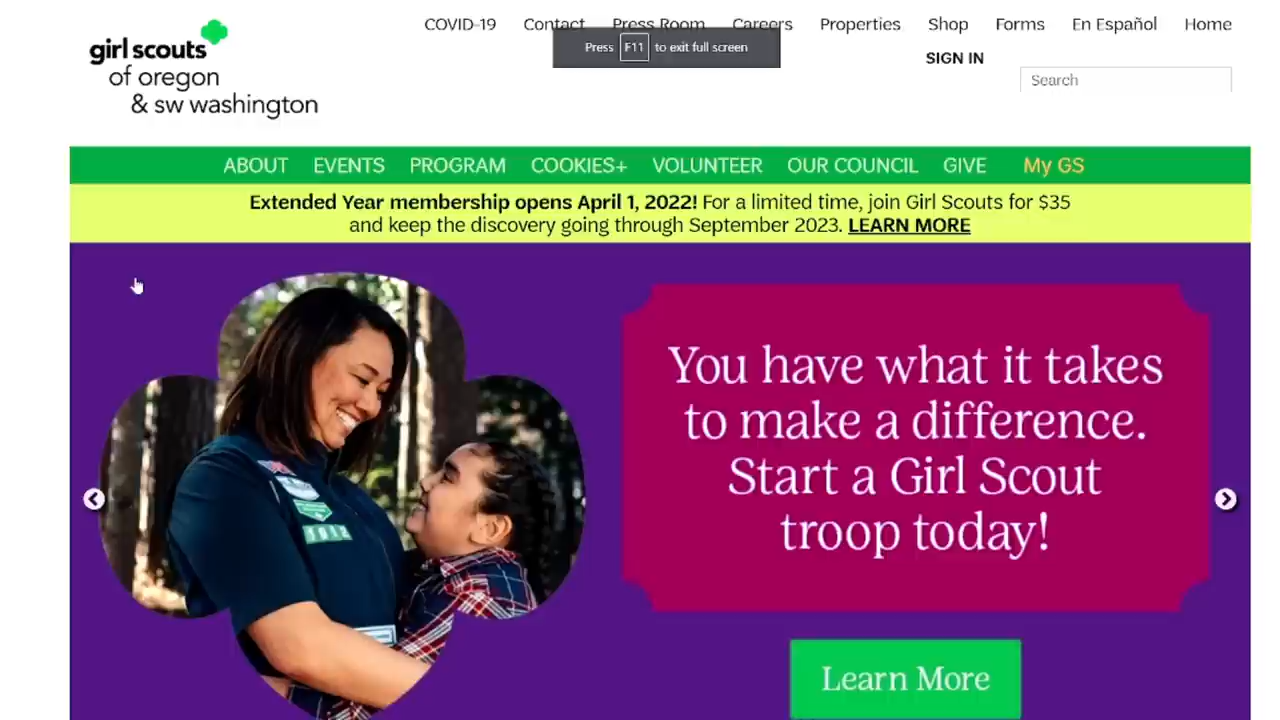 COVID-19 Contact Press Room Careers Properties Shop Forms En Español Home
Press F11 to exit full screen
SIGN IN
Search
girl scouts
of oregon
& sw washington
ABOUT EVENTS PROGRAM COOKIES+ VOLUNTEER OUR COUNCIL GIVE My GS
Extended Year membership opens April 1, 2022! For a limited time, join Girl Scouts for $35
and keep the discovery going through September 2023. LEARN MORE
You have what it takes
to make a difference.
Start a Girl Scout
troop today!
Learn More